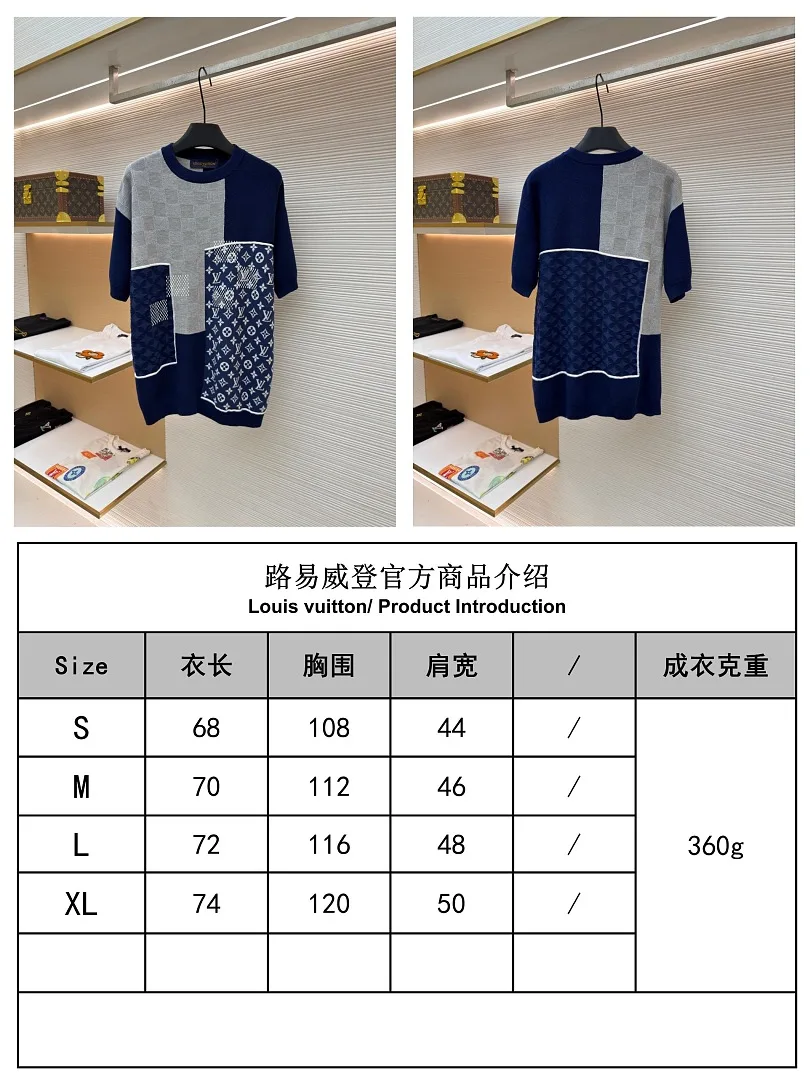 路易威登官方商品介绍
Louis vuitton/ Product Introduction
Size 衣长 胸围 肩宽 / 成衣克重
S 68 108 44 /
M 70 112 46 /
L 72 116 48 /
XL 74 120 50 /
360g